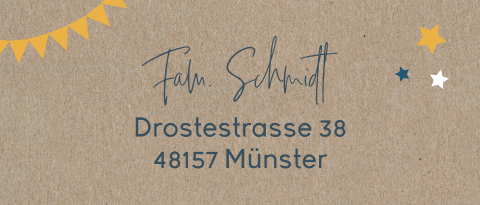 Fam. Schmidt
Drostestrasse 38
48157 Münster